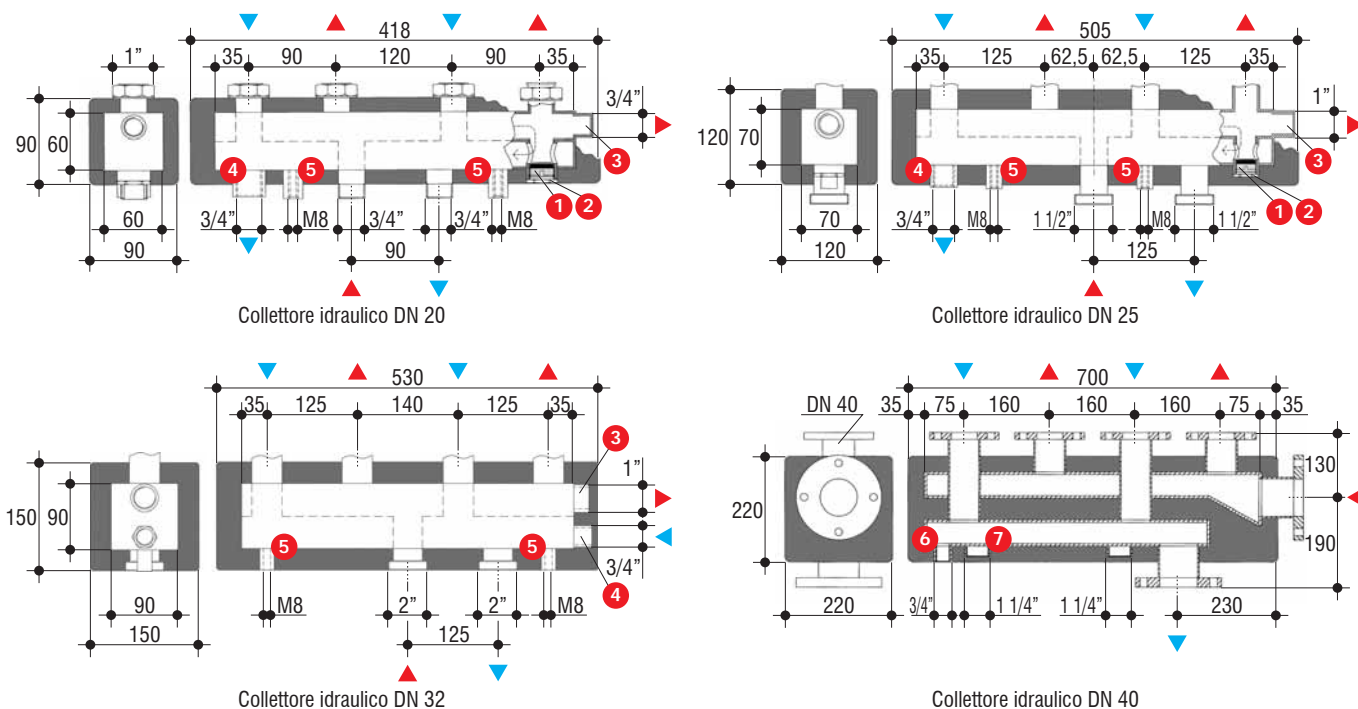 418
35 90 120 90 35
1”
3/4”
90 60
4 5 5 3
1 2
60
90
3/4” M8 3/4” 3/4” M8
90
Collettore idraulico DN 20
505
35 125 62,5 62,5 125 35
1”
120 70
4 5 5 3
1 2
70
120
3/4” M8 1 1/2” M8 1 1/2”
125
Collettore idraulico DN 25
530
35 125 140 125 35
3
1”
150 90
5 5
3/4”
4
90
150
M8 2” 2” M8
125
Collettore idraulico DN 32
700
DN 40 35 75 160 160 160 75 35
130
220
190
6 7
220
3/4” 1 1/4” 1 1/4” 230
Collettore idraulico DN 40